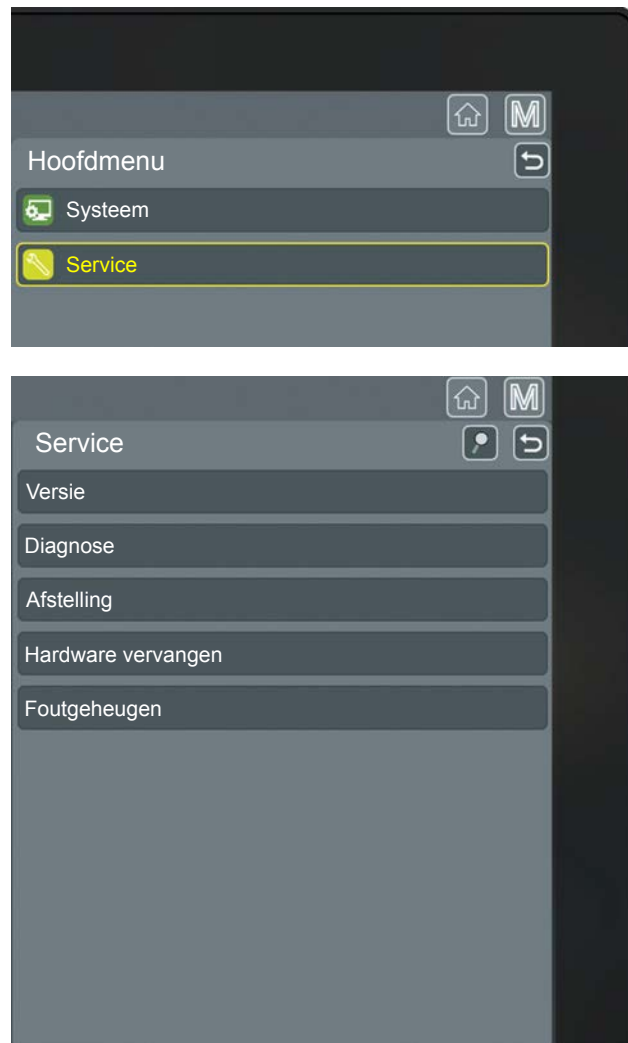 M
Hoofdmenu
Systeem
Service
M
Service
Versie
Diagnose
Afstelling
Hardware vervangen
Foutgeheugen